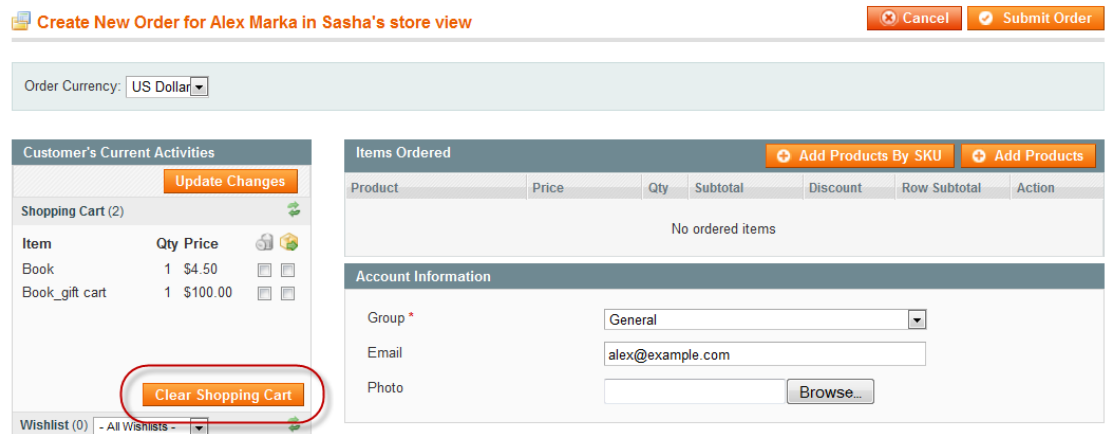 Create New Order for Alex Marka in Sasha's store view
Cancel
Submit Order
Order Currency: US Dollar
Customer's Current Activities
Update Changes
Shopping Cart (2)
Item Qty Price
Book 1 $4.50
Book_gift cart 1 $100.00
Clear Shopping Cart
Wishlist (0) - All Wishlists -
Items Ordered
Add Products By SKU
Add Products
Product Price Qty Subtotal Discount Row Subtotal Action
No ordered items
Account Information
Group * General
Email alex@example.com
Photo Browse...